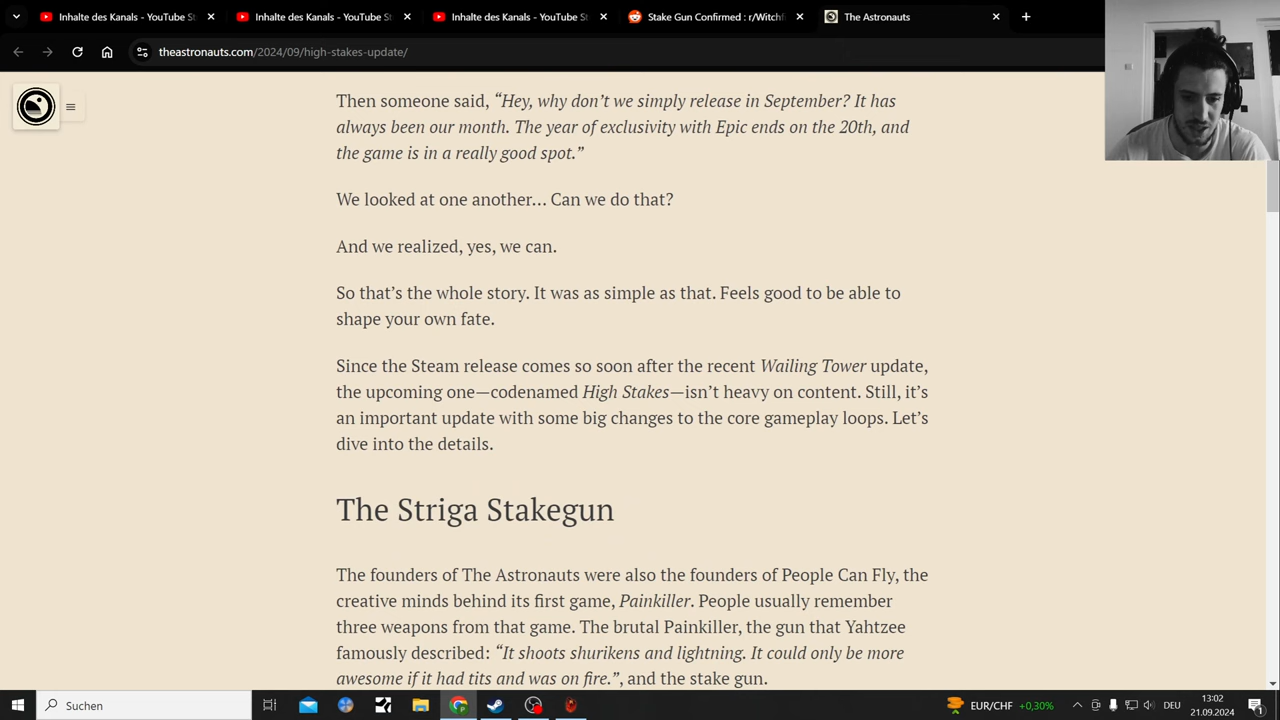 Inhalte des Kanals - YouTube St
Inhalte des Kanals - YouTube St
Inhalte des Kanals - YouTube St
Stake Gun Confirmed : r/Witchfi
The Astronauts
theastronauts.com/2024/09/high-stakes-update/
Then someone said, “Hey, why don’t we simply release in September? It has
always been our month. The year of exclusivity with Epic ends on the 20th, and
the game is in a really good spot.”
We looked at one another… Can we do that?
And we realized, yes, we can.
So that’s the whole story. It was as simple as that. Feels good to be able to
shape your own fate.
Since the Steam release comes so soon after the recent Wailing Tower update,
the upcoming one—codenamed High Stakes—isn’t heavy on content. Still, it’s
an important update with some big changes to the core gameplay loops. Let’s
dive into the details.
The Striga Stakegun
The founders of The Astronauts were also the founders of People Can Fly, the
creative minds behind its first game, Painkiller. People usually remember
three weapons from that game. The brutal Painkiller, the gun that Yahtzee
famously described: “It shoots shurikens and lightning. It could only be more
awesome if it had tits and was on fire.”, and the stake gun.
Suchen
EUR/CHF +0,30%
DEU
13:02
21.09.2024
1